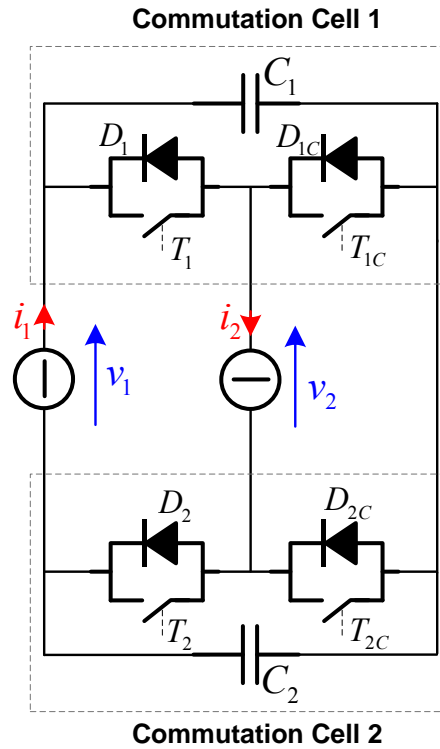 Commutation Cell 1
C1
D1 D1C
T1 T1C
i1 i2
v1 v2
D2 D2C
T2 T2C
C2
Commutation Cell 2